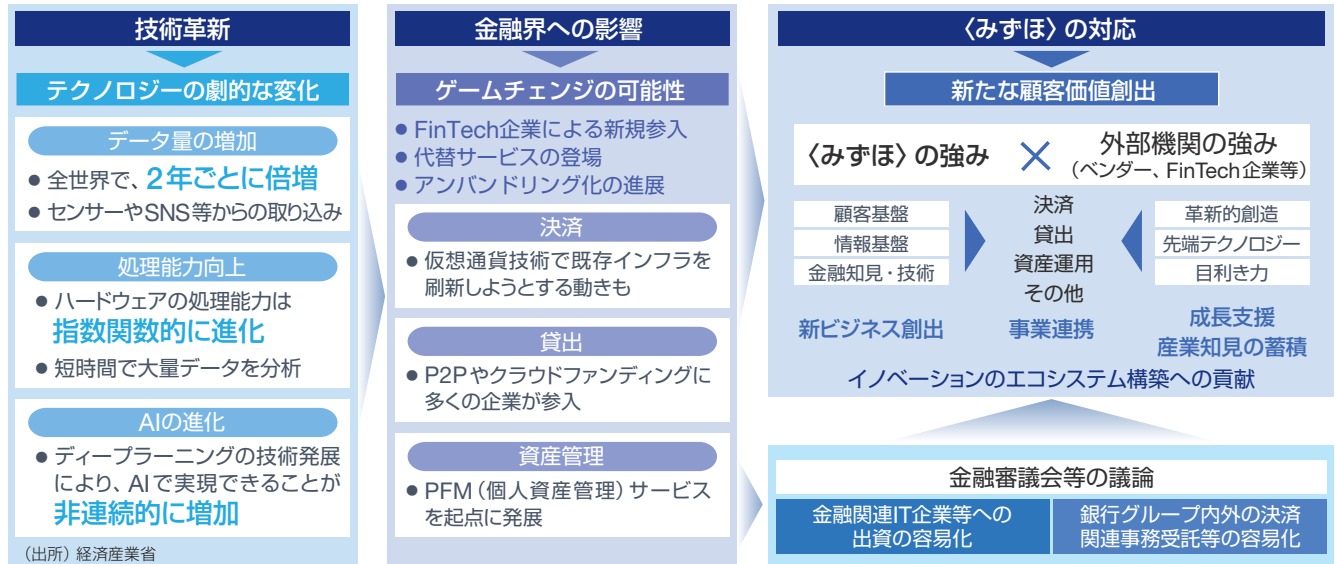 技術革新
テクノロジーの劇的な変化
データ量の増加
● 全世界で、2年ごとに倍増
● センサーやSNS等からの取り込み
処理能力向上
● ハードウェアの処理能力は
指数関数的に進化
● 短時間で大量データを分析
AIの進化
● ディープラーニングの技術発展
により、AIで実現できることが
非連続的に増加
(出所) 経済産業省
金融界への影響
ゲームチェンジの可能性
● FinTech企業による新規参入
● 代替サービスの登場
● アンバンドリング化の進展
決済
● 仮想通貨技術で既存インフラを
刷新しようとする動きも
貸出
● P2Pやクラウドファンディングに
多くの企業が参入
資産管理
● PFM(個人資産管理)サービス
を起点に発展
〈みずほ〉の対応
新たな顧客価値創出
〈みずほ〉の強み
×
外部機関の強み
(ベンダー、FinTech企業等)
顧客基盤
情報基盤
金融知見・技術
新ビジネス創出
決済
貸出
資産運用
その他
事業連携
革新的創造
先端テクノロジー
目利き力
成長支援
産業知見の蓄積
イノベーションのエコシステム構築への貢献
金融審議会等の議論
金融関連IT企業等への
出資の容易化
銀行グループ内外の決済
関連事務受託等の容易化